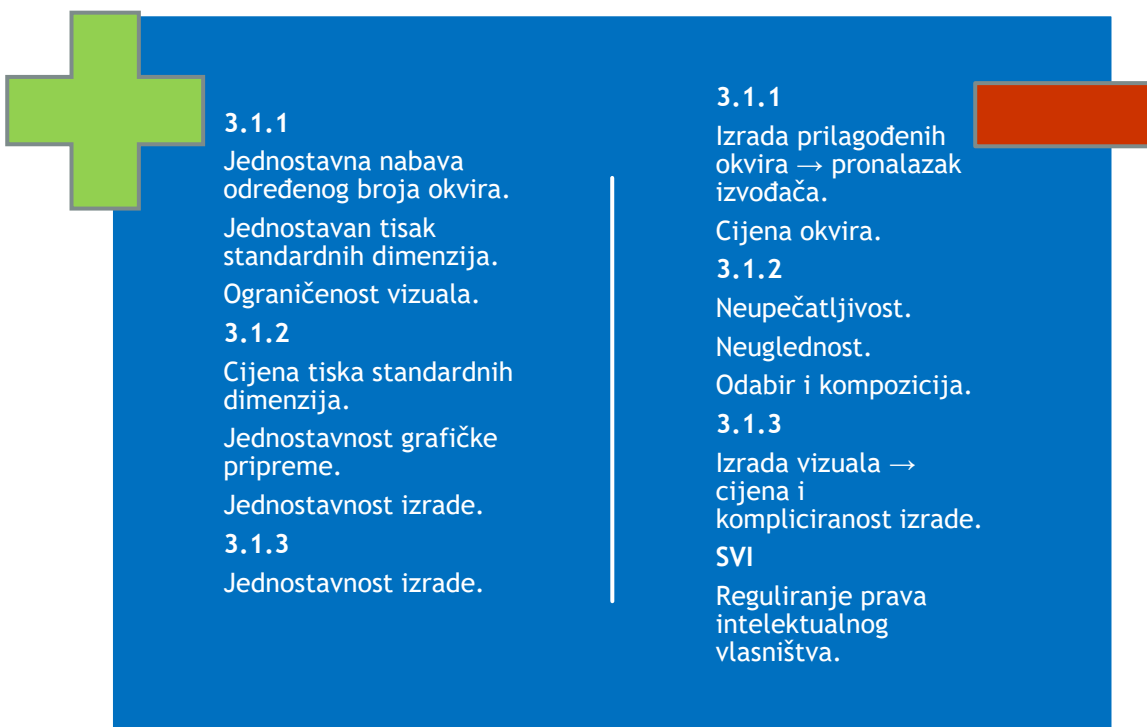 3.1.1
Jednostavna nabava
određenog broja okvira.
Jednostavan tisak
standardnih dimenzija.
Ograničenost vizuala.
3.1.2
Cijena tiska standardnih
dimenzija.
Jednostavnost grafičke
pripreme.
Jednostavnost izrade.
3.1.3
Jednostavnost izrade.
3.1.1
Izrada prilagođenih
okvira → pronalazak
izvođača.
Cijena okvira.
3.1.2
Neupečatljivost.
Neuglednost.
Odabir i kompozicija.
3.1.3
Izrada vizuala →
cijena i
kompliciranost izrade.
SVI
Reguliranje prava
intelektualnog
vlasništva.